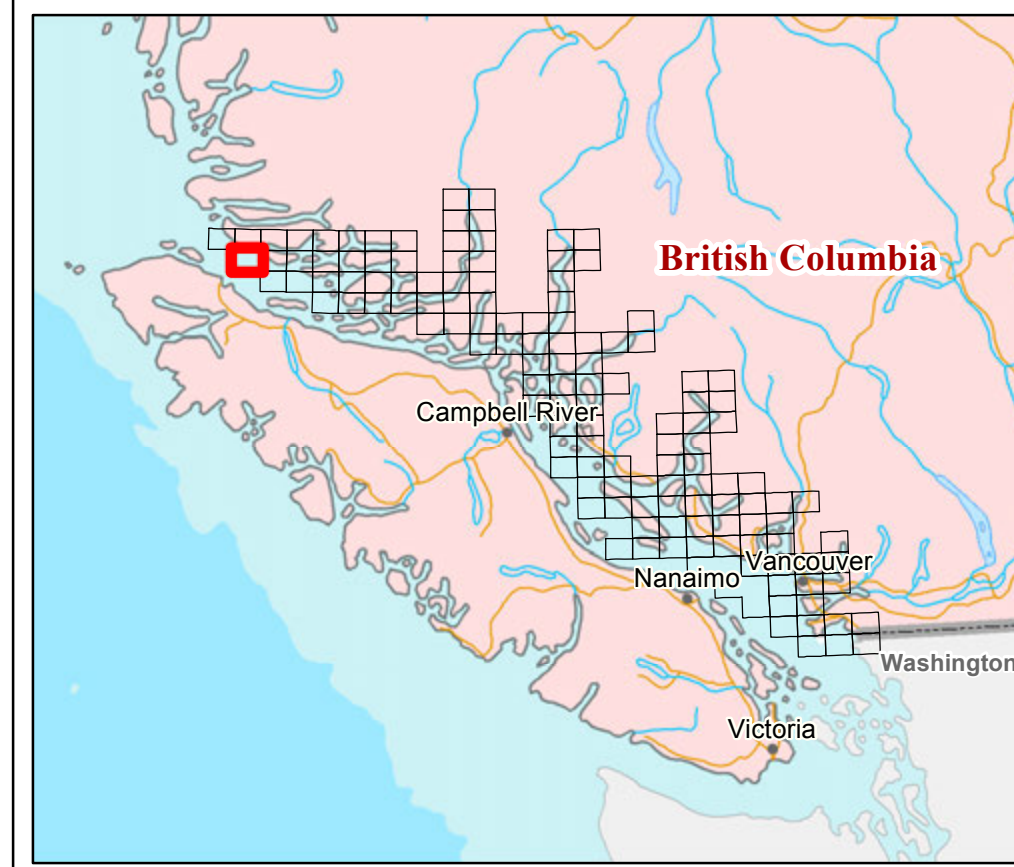 British Columbia
Campbell River
Vancouver
Nanaimo
Washington
Victoria